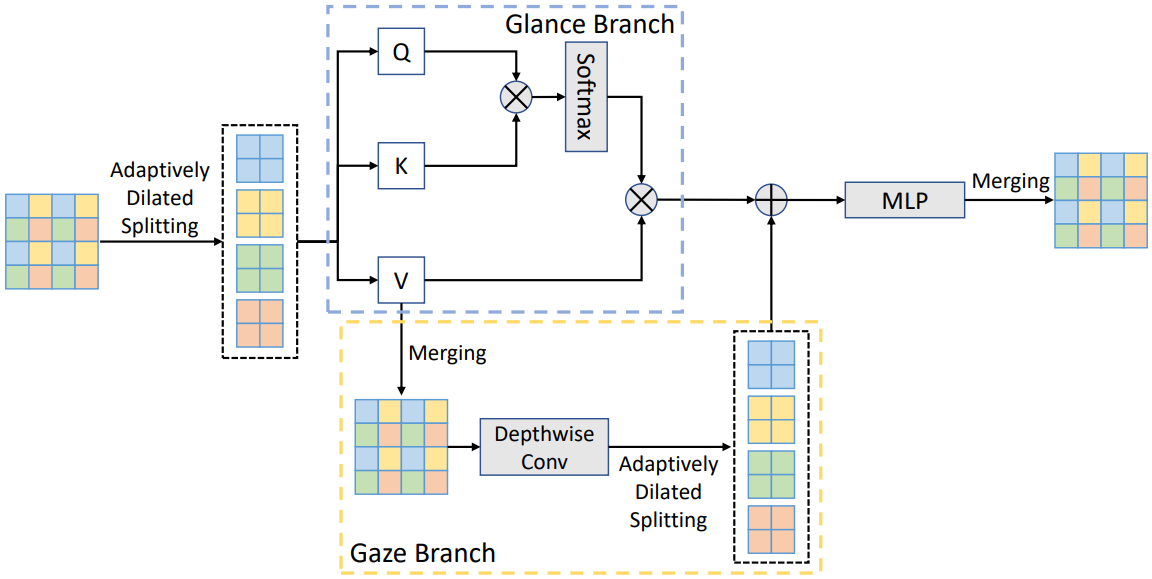 Glance Branch
Q
Softmax
K
Adaptively
Dilated
Splitting
V
MLP
Merging
Merging
Depthwise
Conv
Adaptively
Dilated
Splitting
Gaze Branch